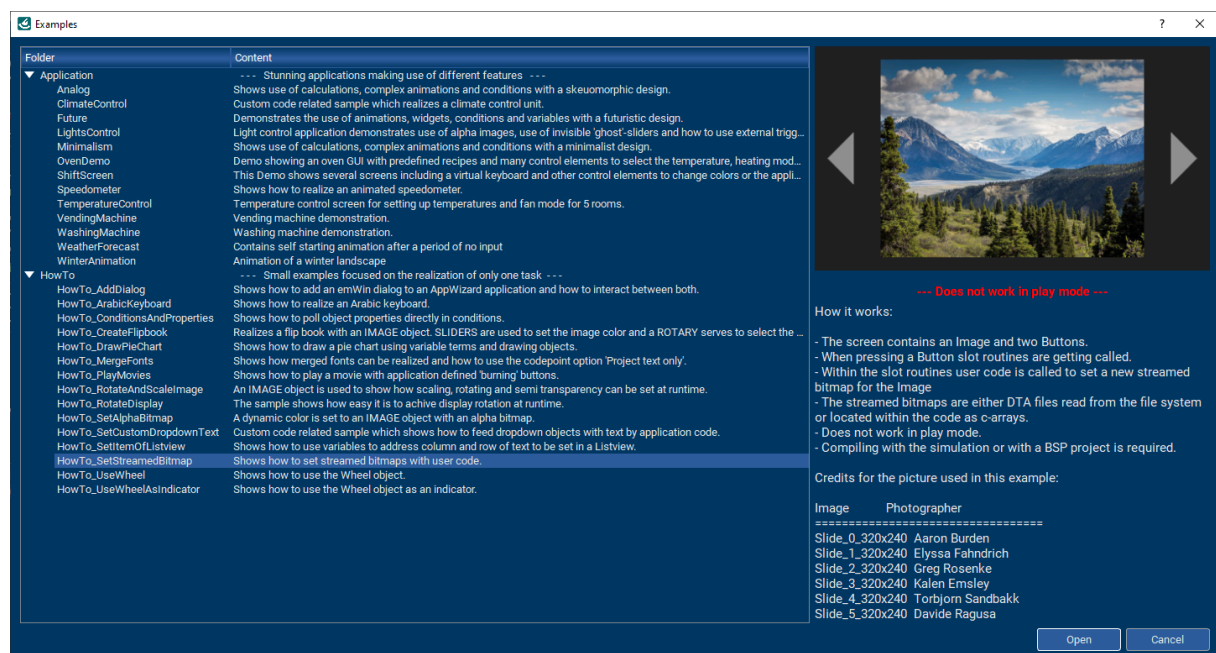 Examples
?
Folder Content
Application --- Stunning applications making use of different features ---
Analog Shows use of calculations, complex animations and conditions with a skeuomorphic design.
ClimateControl Custom code related sample which realizes a climate control unit.
Future Demonstrates the use of animations, widgets, conditions and variables with a futuristic design.
LightsControl Light control application demonstrates use of alpha images, use of invisible 'ghost'-sliders and how to use external trigg...
Minimalism Shows use of calculations, complex animations and conditions with a minimalist design.
OvenDemo Demo showing an oven GUI with predefined recipes and many control elements to select the temperature, heating mod...
ShiftScreen This Demo shows several screens including a virtual keyboard and other control elements to change colors or the appli...
Speedometer Shows how to realize an animated speedometer.
TemperatureControl Temperature control screen for setting up temperatures and fan mode for 5 rooms.
VendingMachine Vending machine demonstration.
WashingMachine Washing machine demonstration.
WeatherForecast Contains self starting animation after a period of no input
WinterAnimation Animation of a winter landscape
HowTo --- Small examples focused on the realization of only one task ---
HowTo_AddDialog Shows how to add an emWin dialog to an AppWizard application and how to interact between both.
HowTo_ArabicKeyboard Shows how to realize an Arabic keyboard.
HowTo_ConditionsAndProperties Shows how to poll object properties directly in conditions.
HowTo_CreateFlipbook Realizes a flip book with an IMAGE object. SLIDERS are used to set the image color and a ROTARY serves to select the ...
HowTo_DrawPieChart Shows how to draw a pie chart using variable terms and drawing objects.
HowTo_MergeFonts Shows how merged fonts can be realized and how to use the codepoint option 'Project text only'.
HowTo_PlayMovies Shows how to play a movie with application defined 'burning' buttons.
HowTo_RotateAndScaleImage An IMAGE object is used to show how scaling, rotating and semi transparency can be set at runtime.
HowTo_RotateDisplay The sample shows how easy it is to achive display rotation at runtime.
HowTo_SetAlphaBitmap A dynamic color is set to an IMAGE object with an alpha bitmap.
HowTo_SetCustomDropdownText Custom code related sample which shows how to feed dropdown objects with text by application code.
HowTo_SetItemOfListview Shows how to use variables to address column and row of text to be set in a Listview.
HowTo_SetStreamedBitmap Shows how to set streamed bitmaps with user code.
HowTo_UseWheel Shows how to use the Wheel object.
HowTo_UseWheelAsIndicator Shows how to use the Wheel object as an indicator.
--- Does not work in play mode ---
How it works:
- The screen contains an Image and two Buttons.
- When pressing a Button slot routines are getting called.
- Within the slot routines user code is called to set a new streamed
bitmap for the Image
- The streamed bitmaps are either DTA files read from the file system
or located within the code as c-arrays.
- Does not work in play mode.
- Compiling with the simulation or with a BSP project is required.
Credits for the picture used in this example:
Image Photographer
==================================
Slide_0_320x240 Aaron Burden
Slide_1_320x240 Elyssa Fahndrich
Slide_2_320x240 Greg Rosenke
Slide_3_320x240 Kalen Emsley
Slide_4_320x240 Torbjorn Sandbakk
Slide_5_320x240 Davide Ragusa
Open Cancel